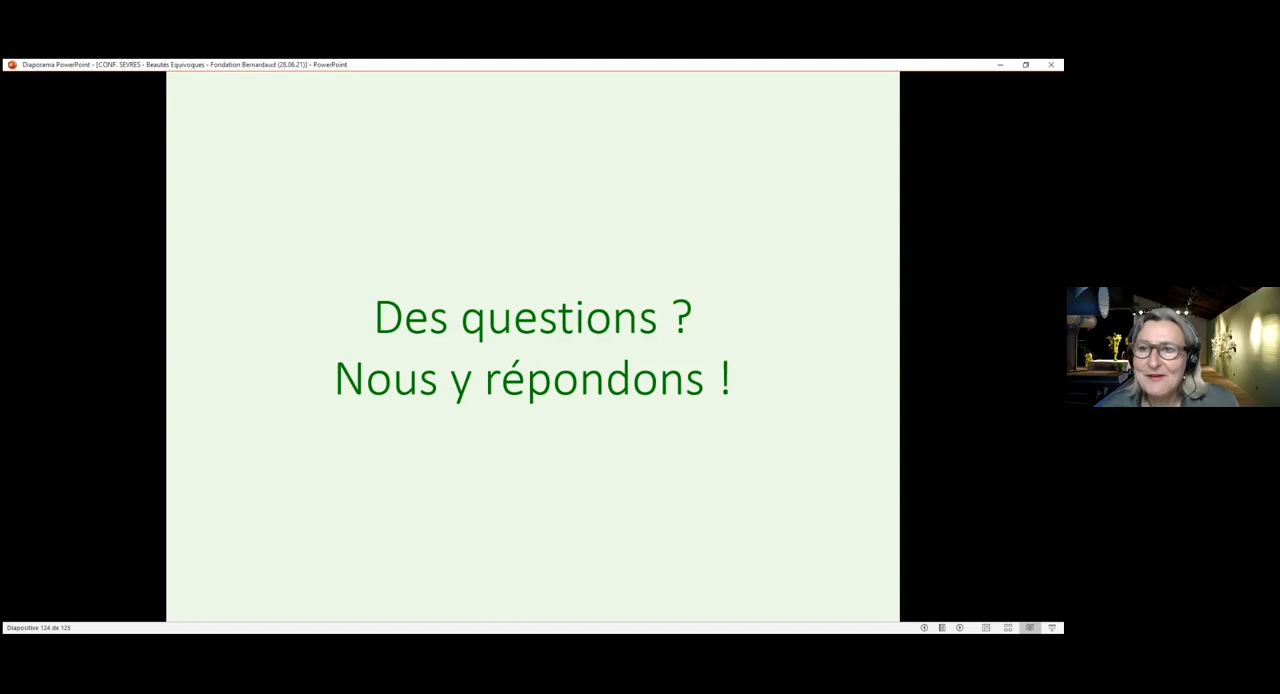 Diaporama PowerPoint - [CONF. SEVRES - Beautés Equivoques - Fondation Bernardaud (28.06.21)] - PowerPoint
Des questions ?
Nous y répondons !
Diapositive 124 de 125